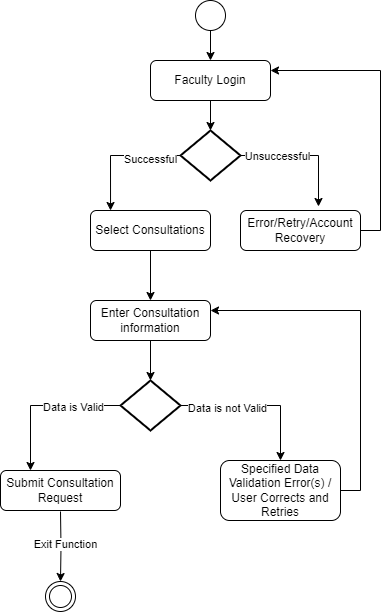 Faculty Login
Successful
Unsuccessful
Select Consultations
Error/Retry/Account
Recovery
Enter Consultation
information
Data is Valid
Data is not Valid
Submit Consultation
Request
Specified Data
Validation Error(s) /
User Corrects and
Retries
Exit Function